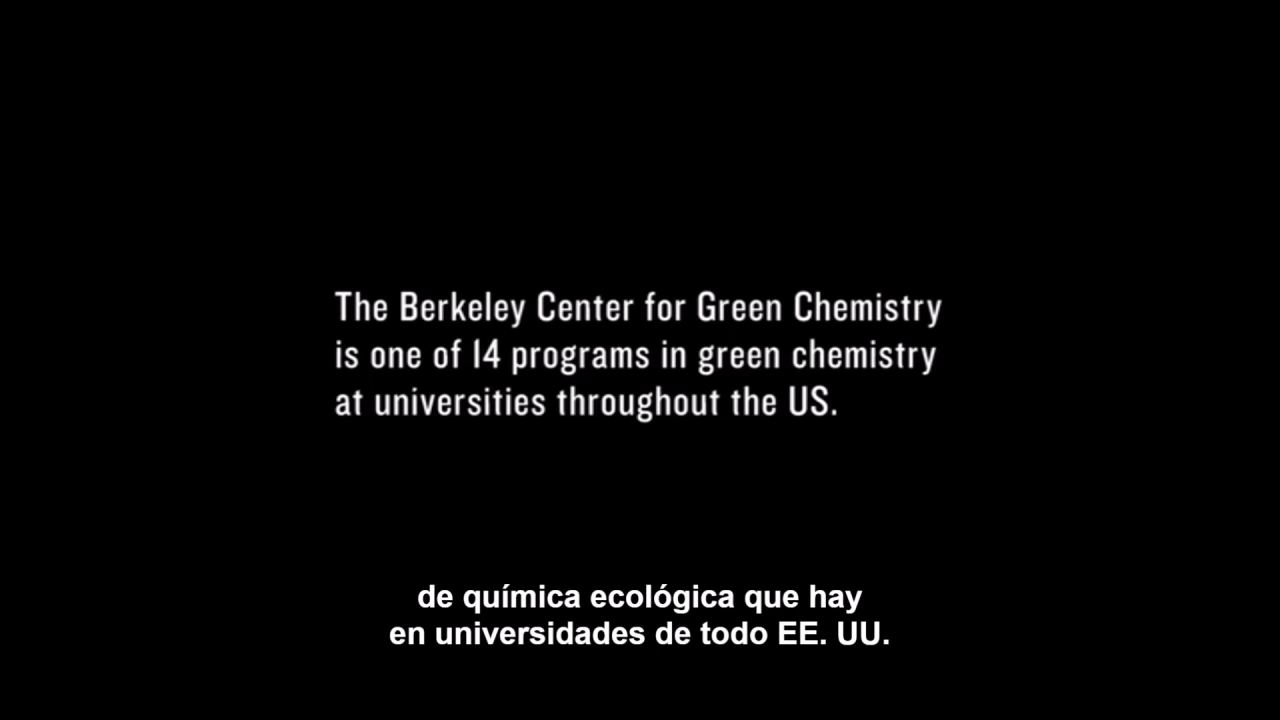 The Berkeley Center for Green Chemistry
is one of 14 programs in green chemistry
at universities throughout the US.
de química ecológica que hay
en universidades de todo EE. UU.